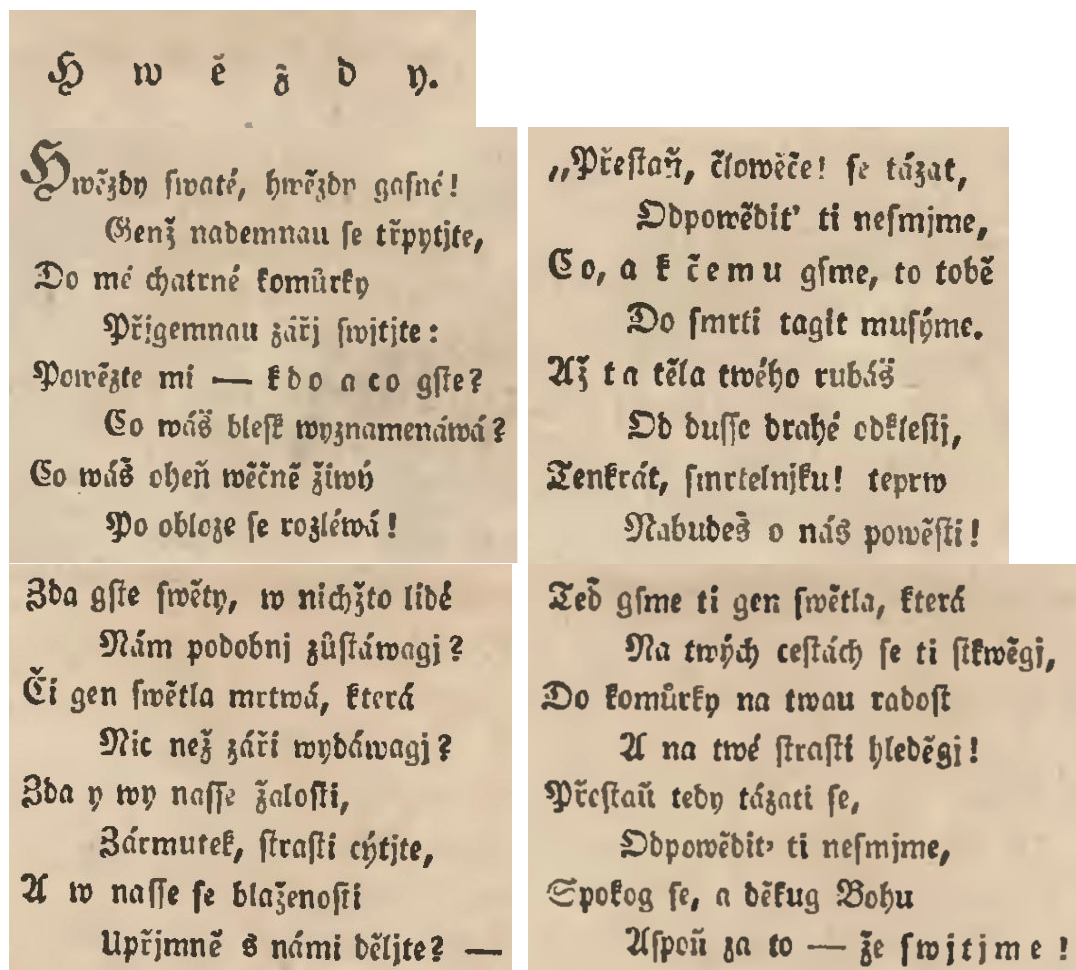 Hwězdy.
Hwězdy ſwaté, hwězdy gaſné!
Genž nademnau ſe třpytjte,
Do mé chatrné komůrky
Přjgemnau zářj ſwjtjte:
Powězte mi — kdo a co gſte?
Co wáš bleſk wyznamenáwá?
Co wáš oheň wěčně žiwý
Po obloze ſe rozléwá!
Zda gſte ſwěty, w nichžto lidé
Nám podobnj zůſtáwagj?
Či gen ſwětla mrtwá, která
Nic než záři wydáwagj?
Zda y wy naſſe žaloſti,
Zármutek, ſtraſti cýtjte,
A w naſſe ſe blaženoſti
Upřjmně s námi děljte? —
„Přeſtaň, člowěče! ſe tázat,
Odpowědit' ti neſmjme,
Co, a k čemu gſme, to tobě
Do ſmrti tagit muſýme.
Až ta těla twého rubáš
Od duſſe drahé odkleſtj,
Tenkrát, ſmrtelnjku! teprw
Nabudeš o nás powěſti!
Teď gſme ti gen ſwětla, která
Na twých ceſtách ſe ti ſtkwěgj,
Do komůrky na twau radoſt
A na twé ſtraſti hleděgj!
Přeſtaň tedy tázati ſe,
Odpowědit' ti neſmjme,
Spokog ſe, a děkug Bohu
Aſpoň za to — že ſwjtjme!